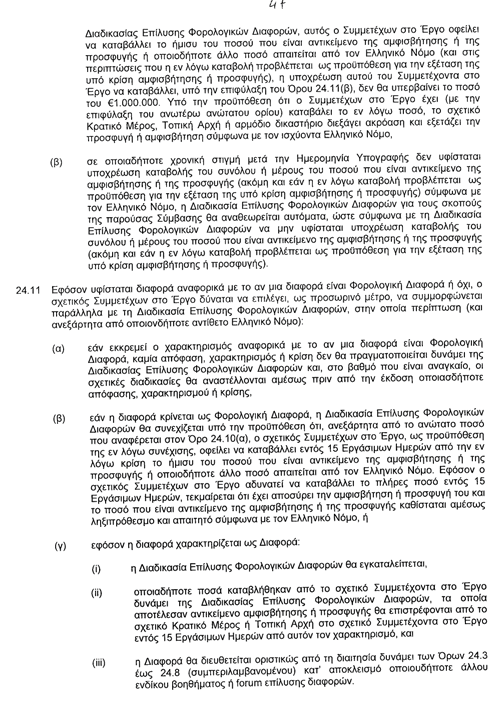 47
Διαδικασίας Επίλυσης Φορολογικών Διαφορών, αυτός ο Συμμετέχων στο Έργο οφείλει
να καταβάλλει το ήμισυ του ποσού που είναι αντικείμενο της αμφισβήτησης ή της
προσφυγής ή οποιοδήποτε άλλο ποσό απαιτείται από τον Ελληνικό Νόμο (και στις
περιπτώσεις που η εν λόγω καταβολή προβλέπεται ως προϋπόθεση για την εξέταση της
υπό κρίση αμφισβήτησης ή προσφυγής), η υποχρέωση αυτού του Συμμετέχοντα στο
Έργο να καταβάλλει, υπό την επιφύλαξη του Όρου 24.11(β), δεν θα υπερβαίνει το ποσό
του €1.000.000. Υπό την προϋπόθεση ότι ο Συμμετέχων στο Έργο έχει (με την
επιφύλαξη του ανωτέρω ανώτατου ορίου) καταβάλει το εν λόγω ποσό, το σχετικό
Κρατικό Μέρος, Τοπική Αρχή ή αρμόδιο δικαστήριο διεξάγει ακρόαση και εξετάζει την
προσφυγή ή αμφισβήτηση σύμφωνα με τον ισχύοντα Ελληνικό Νόμο,
(β) σε οποιαδήποτε χρονική στιγμή μετά την Ημερομηνία Υπογραφής δεν υφίσταται
υποχρέωση καταβολής του συνόλου ή μέρους του ποσού που είναι αντικείμενο της
αμφισβήτησης ή της προσφυγής (ακόμη και εάν η εν λόγω καταβολή προβλέπεται ως
προϋπόθεση για την εξέταση της υπό κρίση αμφισβήτησης ή προσφυγής) σύμφωνα με
τον Ελληνικό Νόμο, η Διαδικασία Επίλυσης Φορολογικών Διαφορών για τους σκοπούς
της παρούσας Σύμβασης θα αναθεωρείται αυτόματα, ώστε σύμφωνα με τη Διαδικασία
Επίλυσης Φορολογικών Διαφορών να μην υφίσταται υποχρέωση καταβολής του
συνόλου ή μέρους του ποσού που είναι αντικείμενο της αμφισβήτησης ή της προσφυγής
(ακόμη και εάν η εν λόγω καταβολή προβλέπεται ως προϋπόθεση για την εξέταση της
υπό κρίση αμφισβήτησης ή προσφυγής).
24.11 Εφόσον υφίσταται διαφορά αναφορικά με το αν μια διαφορά είναι Φορολογική Διαφορά ή όχι, ο
σχετικός Συμμετέχων στο Έργο δύναται να επιλέγει, ως προσωρινό μέτρο, να συμμορφώνεται
παράλληλα με τη Διαδικασία Επίλυσης Φορολογικών Διαφορών, στην οποία περίπτωση (και
ανεξάρτητα από οποιονδήποτε αντίθετο Ελληνικό Νόμο):
(α) εάν εκκρεμεί ο χαρακτηρισμός αναφορικά με το αν μια διαφορά είναι Φορολογική
Διαφορά, καμία απόφαση, χαρακτηρισμός ή κρίση δεν θα πραγματοποιείται δυνάμει της
Διαδικασίας Επίλυσης Φορολογικών Διαφορών και, στο βαθμό που είναι αναγκαίο, οι
σχετικές διαδικασίες θα αναστέλλονται αμέσως πριν από την έκδοση οποιασδήποτε
απόφασης, χαρακτηρισμού ή κρίσης,
(β) εάν η διαφορά κρίνεται ως Φορολογική Διαφορά, η Διαδικασία Επίλυσης Φορολογικών
Διαφορών θα συνεχίζεται υπό την προϋπόθεση ότι, ανεξάρτητα από το ανώτατο ποσό
που αναφέρεται στον Όρο 24.10(α), ο σχετικός Συμμετέχων στο Έργο, ως προϋπόθεση
της εν λόγω συνέχισης, οφείλει να καταβάλλει εντός 15 Εργάσιμων Ημερών από την εν
λόγω κρίση το ήμισυ του ποσού που είναι αντικείμενο της αμφισβήτησης ή της
προσφυγής ή οποιοδήποτε άλλο ποσό απαιτείται από τον Ελληνικό Νόμο. Εφόσον ο
σχετικός Συμμετέχων στο Έργο αδυνατεί να καταβάλλει το πλήρες ποσό εντός 15
Εργάσιμων Ημερών, τεκμαίρεται ότι έχει αποσύρει την αμφισβήτηση ή προσφυγή του και
το ποσό που είναι αντικείμενο της αμφισβήτησης ή της προσφυγής καθίσταται αμέσως
ληξιπρόθεσμο και απαιτητό σύμφωνα με τον Ελληνικό Νόμο, ή
(γ) εφόσον η διαφορά χαρακτηρίζεται ως Διαφορά:
(i) η Διαδικασία Επίλυσης Φορολογικών Διαφορών θα εγκαταλείπεται,
(ii) οποιαδήποτε ποσά καταβλήθηκαν από το σχετικό Συμμετέχοντα στο Έργο
δυνάμει της Διαδικασίας Επίλυσης Φορολογικών Διαφορών, τα οποία
αποτέλεσαν αντικείμενο αμφισβήτησης ή προσφυγής θα επιστρέφονται από το
σχετικό Κρατικό Μέρος ή Τοπική Αρχή στο σχετικό Συμμετέχοντα στο Έργο
εντός 15 Εργάσιμων Ημερών από αυτόν τον χαρακτηρισμό, και
(iii) η Διαφορά θα διευθετείται οριστικώς από τη διαιτησία δυνάμει των Όρων 24.3
έως 24.8 (συμπεριλαμβανομένου) κατ' αποκλεισμό οποιουδήποτε άλλου
ενδίκου βοηθήματος ή forum επίλυσης διαφορών.